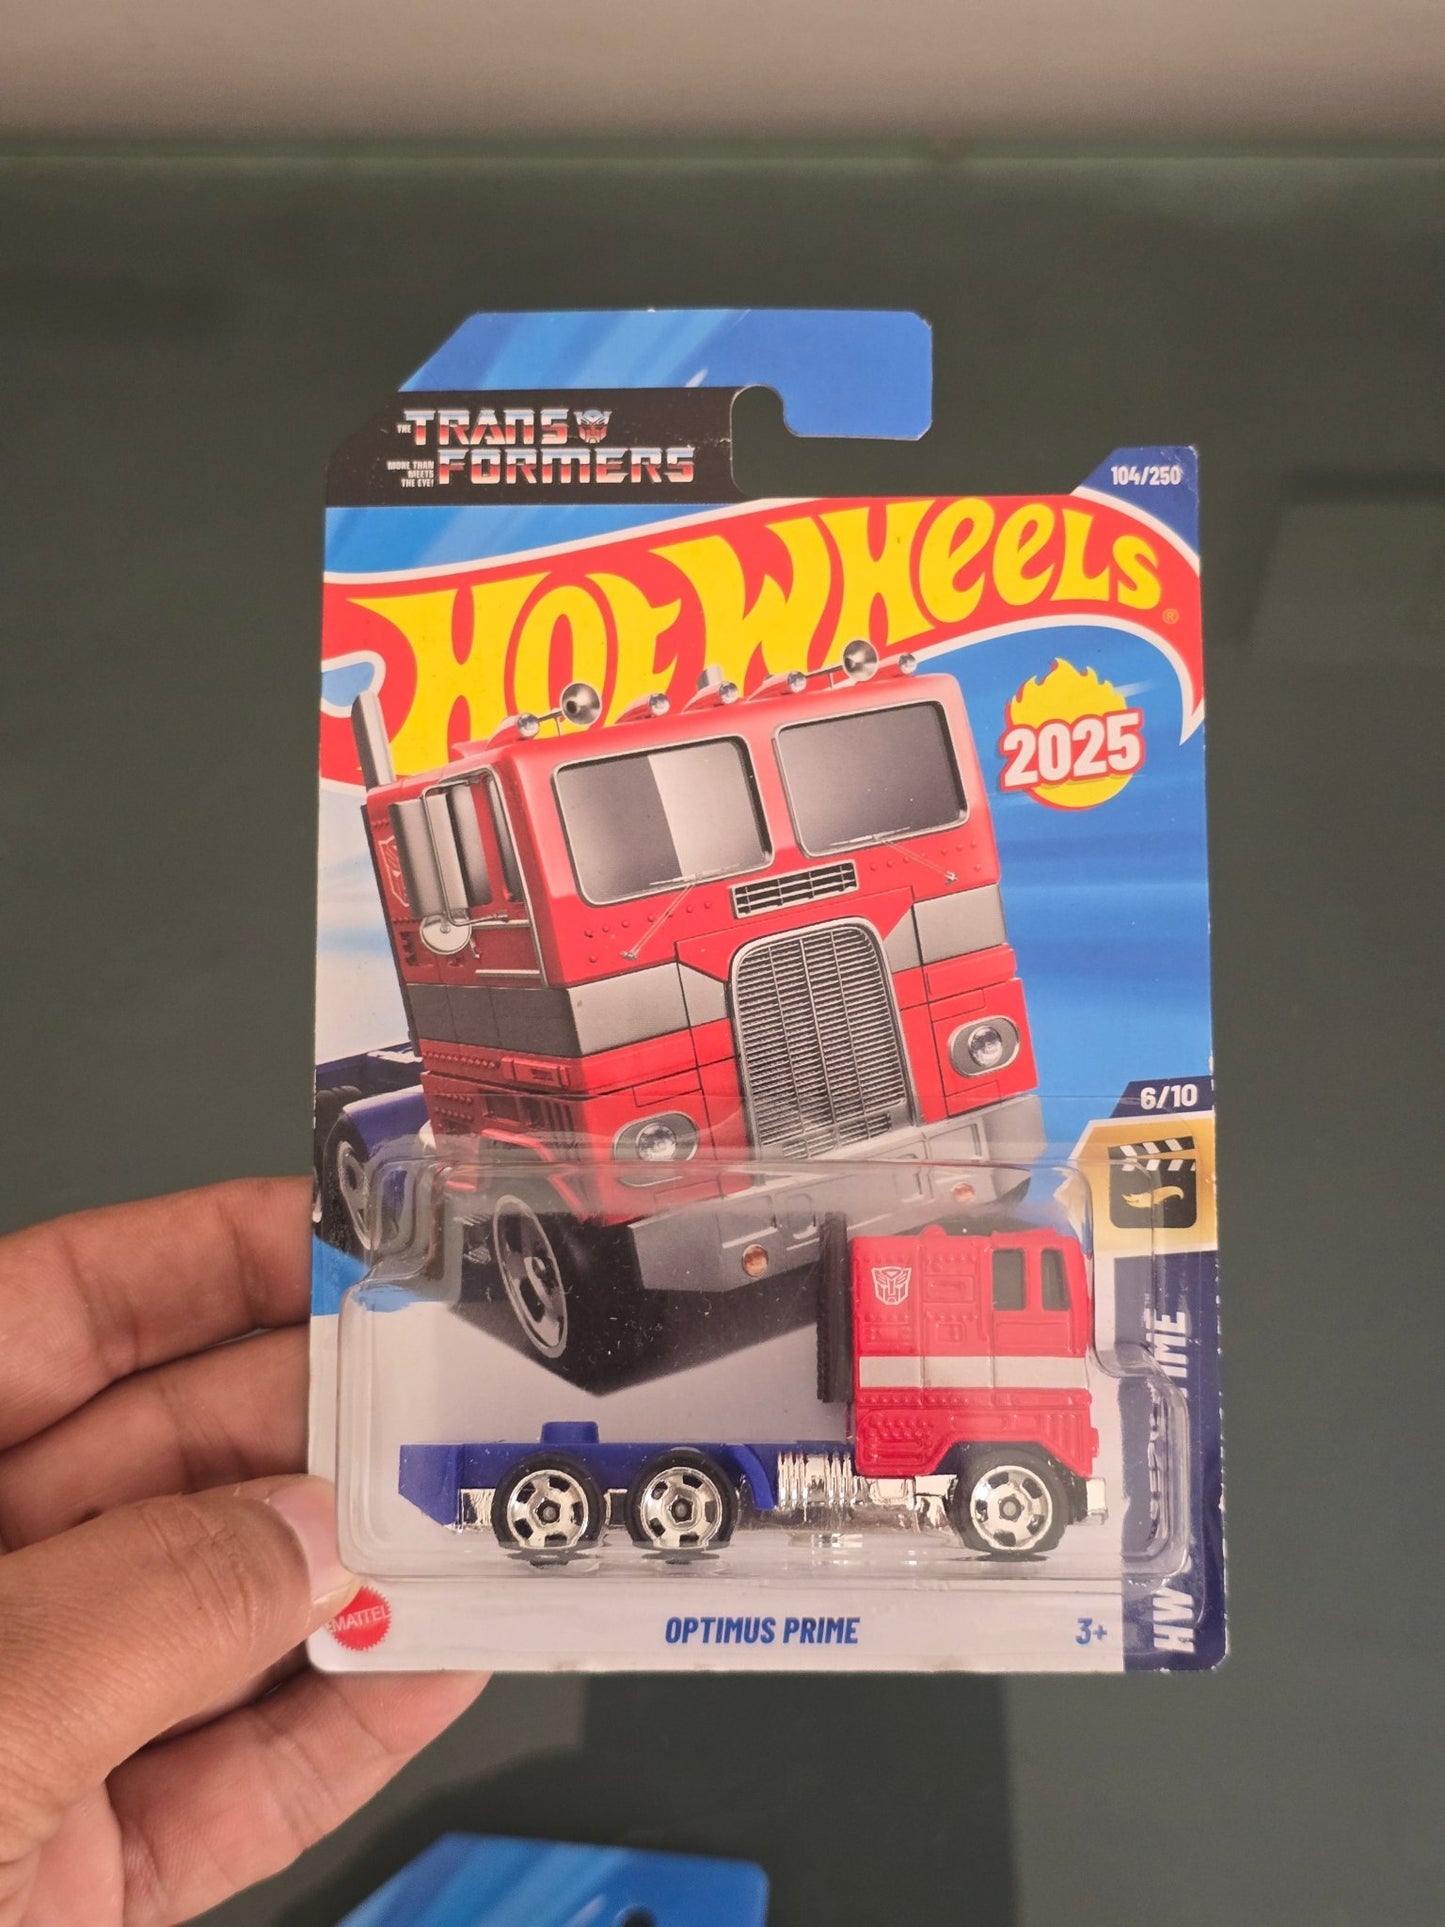 THE TRANSFORMERS
MORE THAN
MEETS
THE EYE!
104/250
HOT WHEELS®
2025
6/10
HW
IME™
MATTEL
OPTIMUS PRIME
3+